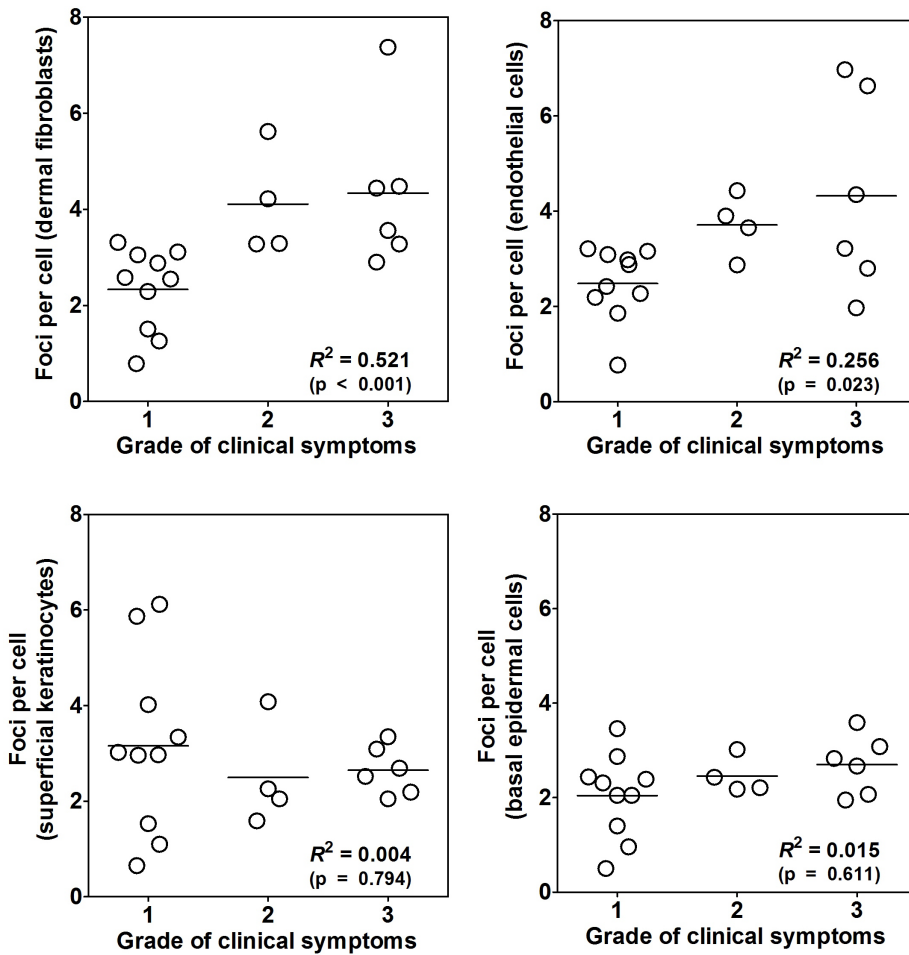 Foci per cell (dermal fibroblasts)
8
6
4
2
0
R² = 0.521
(p < 0.001)
1 2 3
Grade of clinical symptoms
Foci per cell (endothelial cells)
8
6
4
2
0
R² = 0.256
(p = 0.023)
1 2 3
Grade of clinical symptoms
Foci per cell
(superficial keratinocytes)
8
6
4
2
0
R² = 0.004
(p = 0.794)
1 2 3
Grade of clinical symptoms
Foci per cell
(basal epidermal cells)
8
6
4
2
0
R² = 0.015
(p = 0.611)
1 2 3
Grade of clinical symptoms